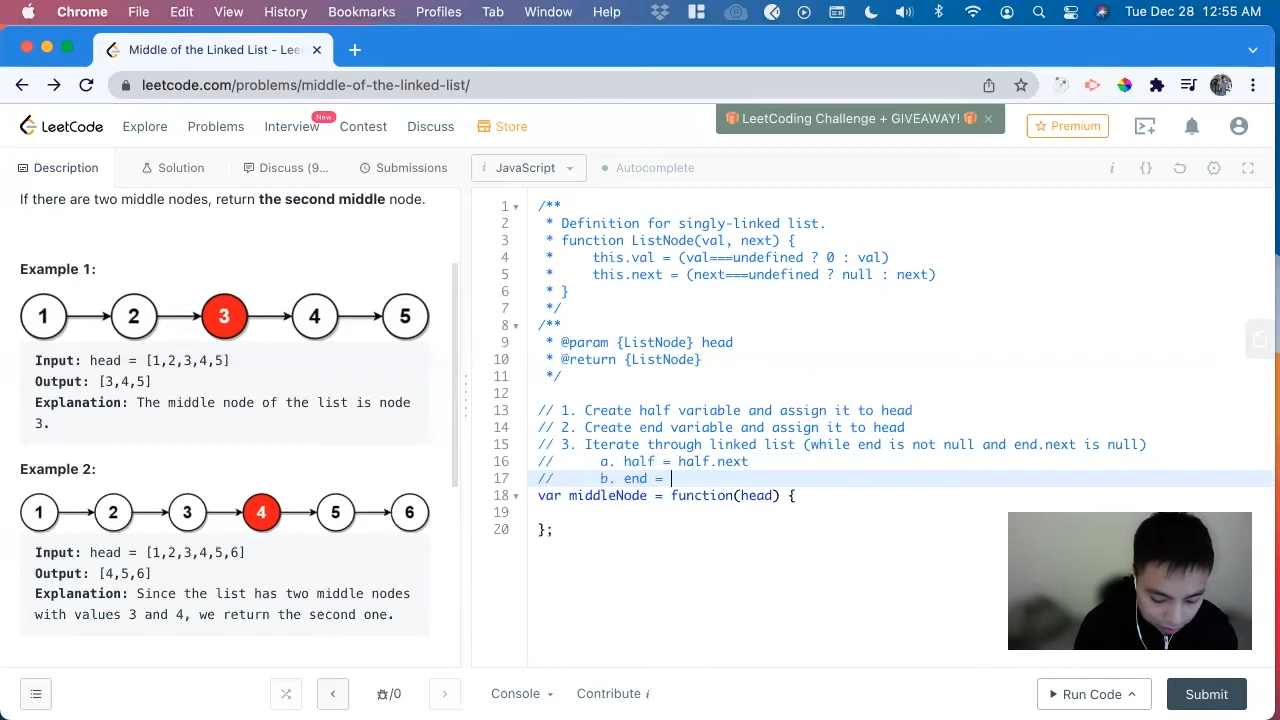 Chrome File Edit View History Bookmarks Profiles Tab Window Help Tue Dec 28 12:55 AM
Middle of the Linked List - Lee
leetcode.com/problems/middle-of-the-linked-list/
LeetCode Explore Problems Interview New Contest Discuss Store LeetCoding Challenge + GIVEAWAY! Premium
Description Solution Discuss (9... Submissions i JavaScript Autocomplete
If there are two middle nodes, return the second middle node.
Example 1:
1 2 3 4 5
Input: head = [1,2,3,4,5]
Output: [3,4,5]
Explanation: The middle node of the list is node
3.
Example 2:
1 2 3 4 5 6
Input: head = [1,2,3,4,5,6]
Output: [4,5,6]
Explanation: Since the list has two middle nodes
with values 3 and 4, we return the second one.
1 /**
2 * Definition for singly-linked list.
3 * function ListNode(val, next) {
4 * this.val = (val===undefined ? 0 : val)
5 * this.next = (next===undefined ? null : next)
6 * }
7 */
8 /**
9 * @param {ListNode} head
10 * @return {ListNode}
11 */
12
13 // 1. Create half variable and assign it to head
14 // 2. Create end variable and assign it to head
15 // 3. Iterate through linked list (while end is not null and end.next is null)
16 // a. half = half.next
17 // b. end =
18 var middleNode = function(head) {
19
20 };
/0 Console Contribute i Run Code Submit